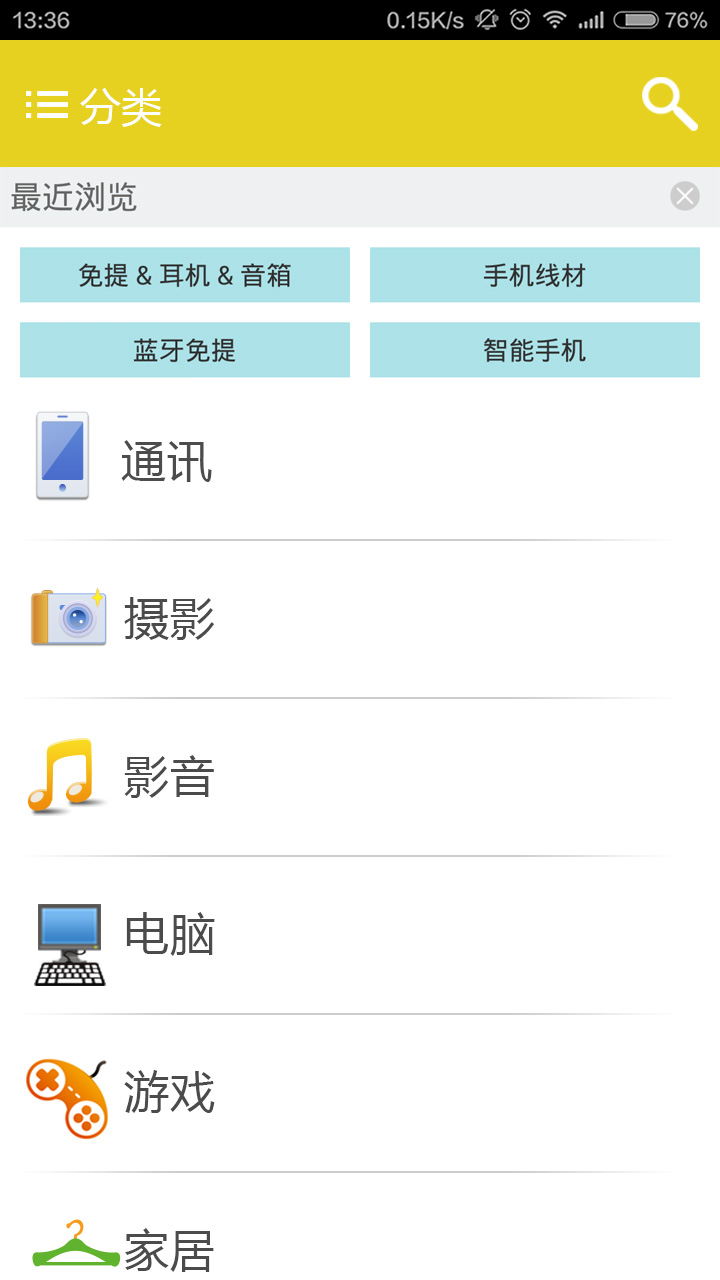 13:36 0.15K/s 76%
分类
最近浏览
免提 & 耳机 & 音箱 手机线材
蓝牙免提 智能手机
通讯
摄影
影音
电脑
游戏
家居